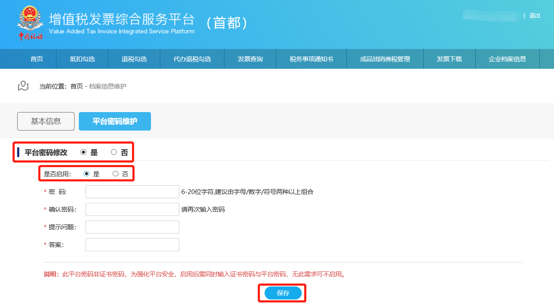 增值税发票综合服务平台 （首都）
Value Added Tax Invoice Integrated Service Platform
中国税务
| 退出
首页 抵扣勾选 退税勾选 代办退税勾选 发票查询 税务事项通知书 成品油消费税管理 发票下载 企业档案信息
当前位置：首页 - 档案信息维护
基本信息 平台密码维护
平台密码修改 是 否
是否启用： 是 否
* 密 码： 6-20位字符,建议由字母/数字/符号两种以上组合
* 确认密码： 请再次输入密码
* 提示问题：
* 答案：
说明：此平台密码非证书密码，为强化平台安全，启用后需同时输入证书密码与平台密码，无此需求可不启用。
保存